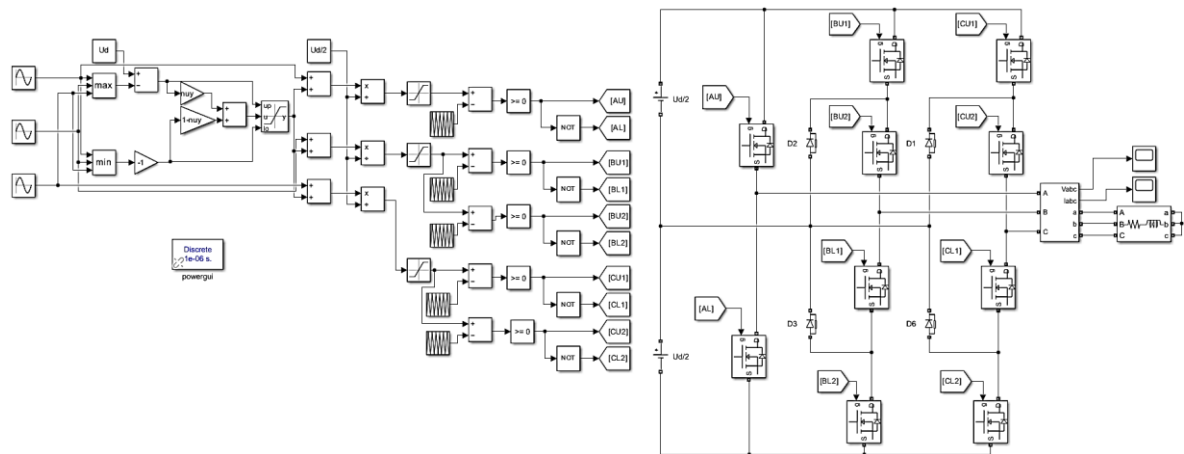 Ud
Ud/2
max
+
-
nuy
1-nuy
+
+
up
u
lo
y
min
-1
+
+
x
÷
+
-
>= 0
[AU]
NOT
[AL]
+
+
x
÷
+
-
>= 0
[BU1]
NOT
[BL1]
+
+
x
÷
+
-
>= 0
[BU2]
NOT
[BL2]
+
-
>= 0
[CU1]
NOT
[CL1]
+
-
>= 0
[CU2]
NOT
[CL2]
Discrete
1e-06 s.
powergui
[BU1]
g
D
S
[CU1]
g
D
S
+
Ud/2
[AU]
g
D
S
D2
[BU2]
g
D
S
D1
[CU2]
g
D
S
A
B
C
Vabc
Iabc
a
b
c
A
B
C
a
b
c
[BL1]
g
D
S
[CL1]
g
D
S
[AL]
g
D
S
D3
D6
+
Ud/2
[BL2]
g
D
S
[CL2]
g
D
S